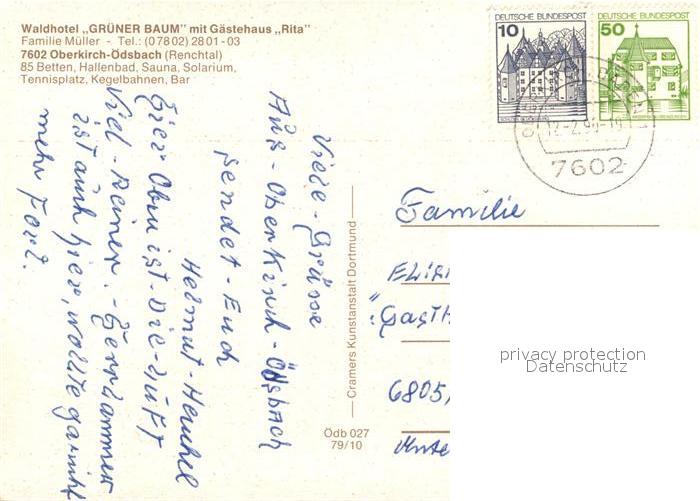 Waldhotel „GRÜNER BAUM" mit Gästehaus „Rita"
Familie Müller - Tel.: (07802) 2801-03
7602 Oberkirch-Ödsbach (Renchtal)
85 Betten, Hallenbad, Sauna, Solarium,
Tennisplatz, Kegelbahnen, Bar
Viele-Grüsse
Aus-Oberkirch-Ödsbach
sendet-Euch
Helmut-Henkel
Hier Oben ist-Die-Luft
Viel-Reiner.-
ist auch hier, wollte garnicht
mehr Fort.
DEUTSCHE BUNDESPOST
10
DEUTSCHE BUNDESPOST
50
7602
Familie
"Gasth
6805,
Cramers Kunstanstalt Dortmund
Ödb 027
79/10
privacy protection
Datenschutz